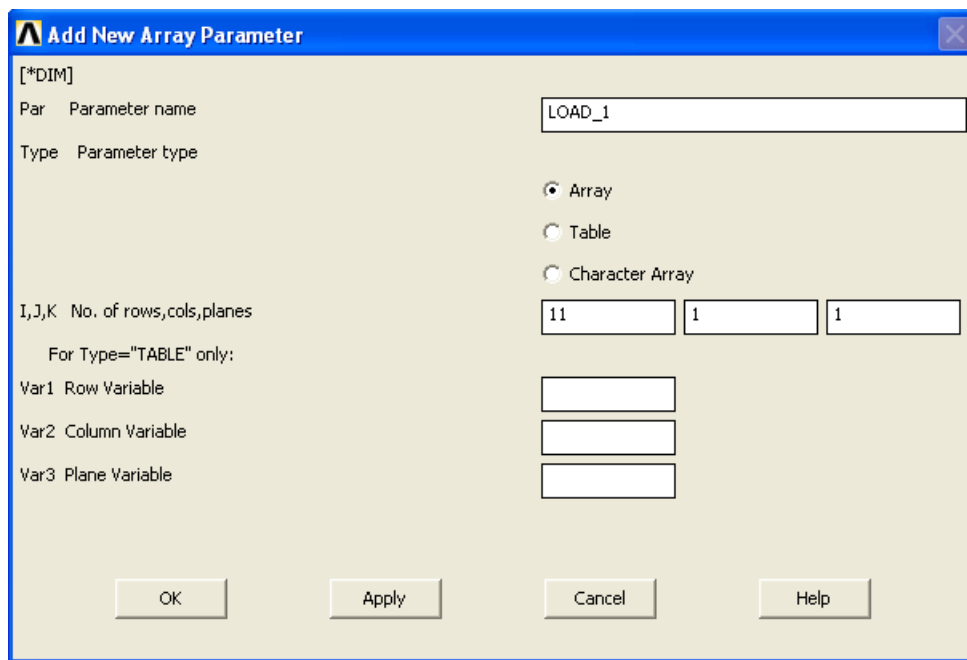 Add New Array Parameter
[*DIM]
Par Parameter name LOAD_1
Type Parameter type
Array
Table
Character Array
I,J,K No. of rows,cols,planes 11 1 1
For Type="TABLE" only:
Var1 Row Variable
Var2 Column Variable
Var3 Plane Variable
OK Apply Cancel Help